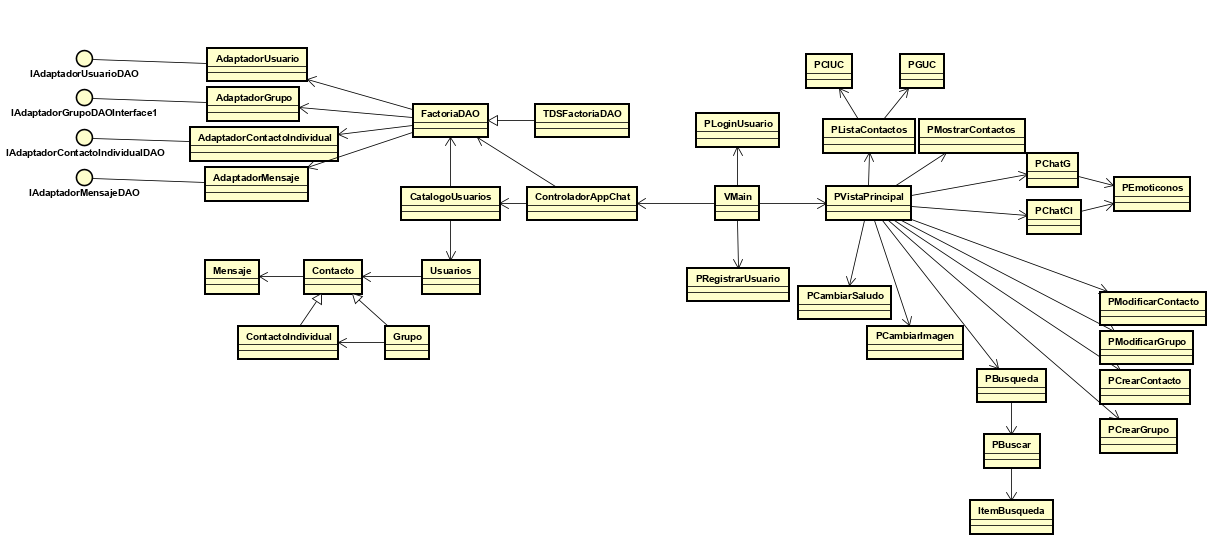 AdaptadorUsuario
IAdaptadorUsuarioDAO
PCIUC
PGUC
AdaptadorGrupo
IAdaptadorGrupoDAOInterface1
FactoriaDAO
TDSFactoriaDAO
PLoginUsuario
PListaContactos
PMostrarContactos
AdaptadorContactoIndividual
IAdaptadorContactoIndividualDAO
PChatG
AdaptadorMensaje
IAdaptadorMensajeDAO
PEmoticonos
CatalogoUsuarios
ControladorAppChat
VMain
PVistaPrincipal
PChatCI
Mensaje
Contacto
Usuarios
PRegistrarUsuario
PCambiarSaludo
PModificarContacto
ContactoIndividual
Grupo
PCambiarImagen
PModificarGrupo
PBusqueda
PCrearContacto
PCrearGrupo
PBuscar
ItemBusqueda